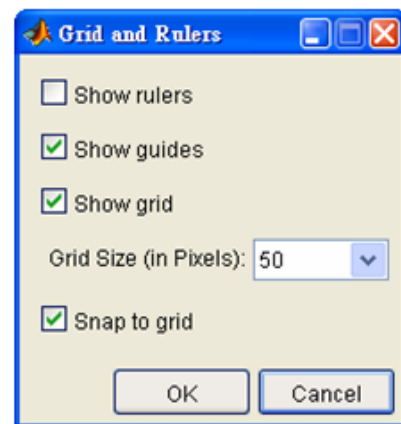 Grid and Rulers
Show rulers
Show guides
Show grid
Grid Size (in Pixels): 50
Snap to grid
OK Cancel